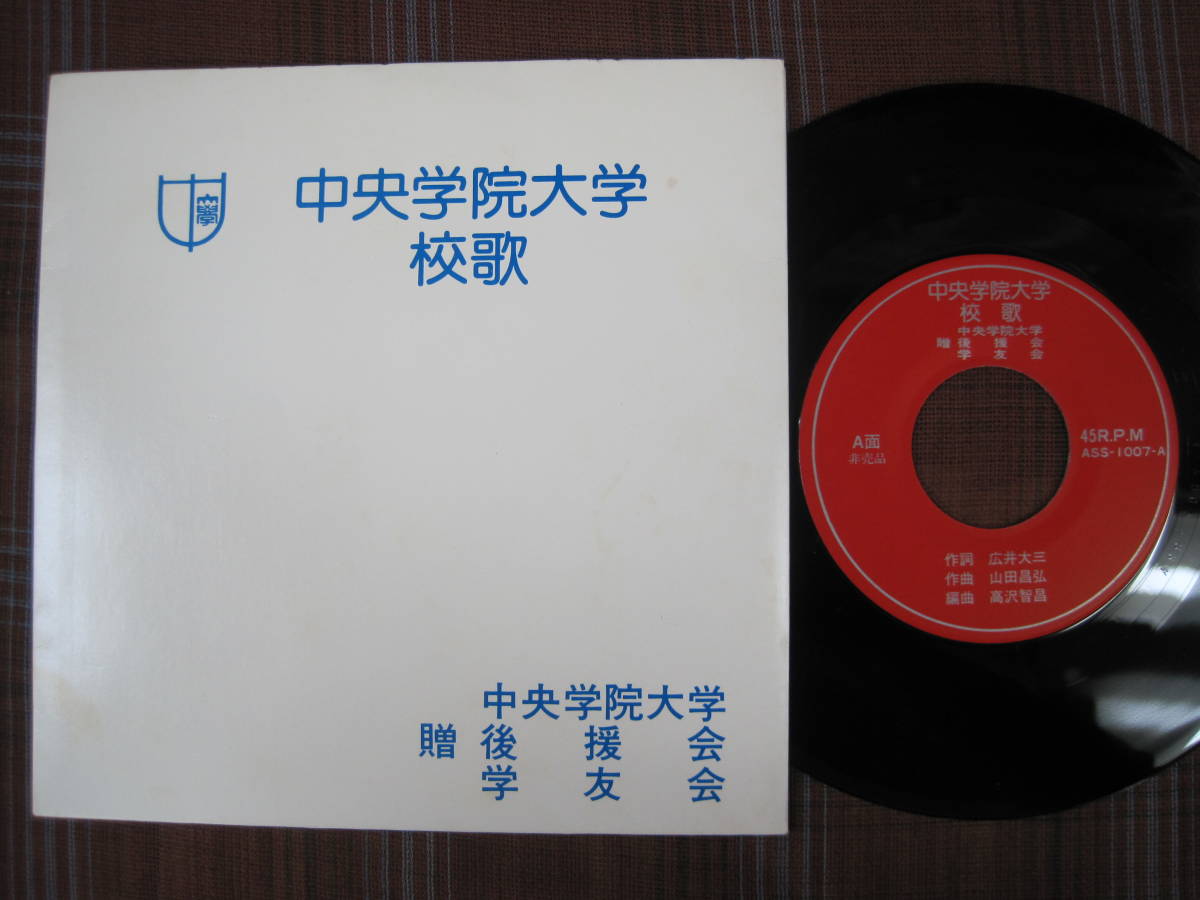 中央学院大学
校歌
中央学院大学
贈 後援会
学友会
中央学院大学
校歌
中央学院大学
贈 後援会
学友会
A面
非売品
45R.P.M
ASS-1007-A
作詞 広井大三
作曲 山田昌弘
編曲 高沢智昌